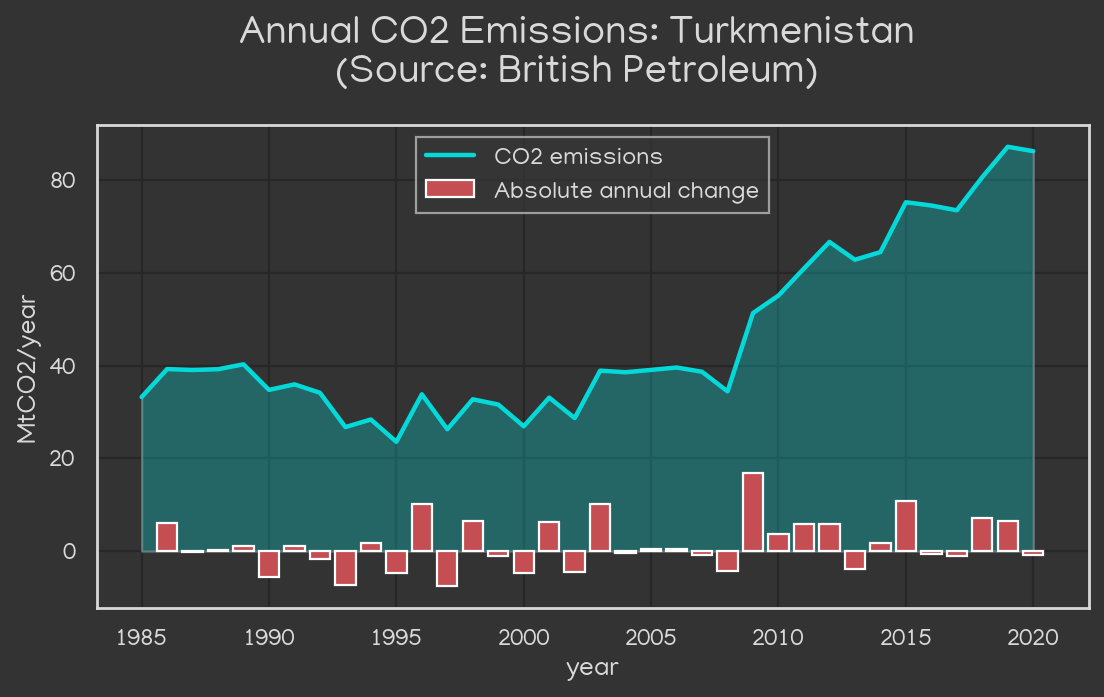 Annual CO2 Emissions: Turkmenistan
(Source: British Petroleum)
CO2 emissions
Absolute annual change
MtCO2/year
80
60
40
20
0
1985 1990 1995 2000 2005 2010 2015 2020
year